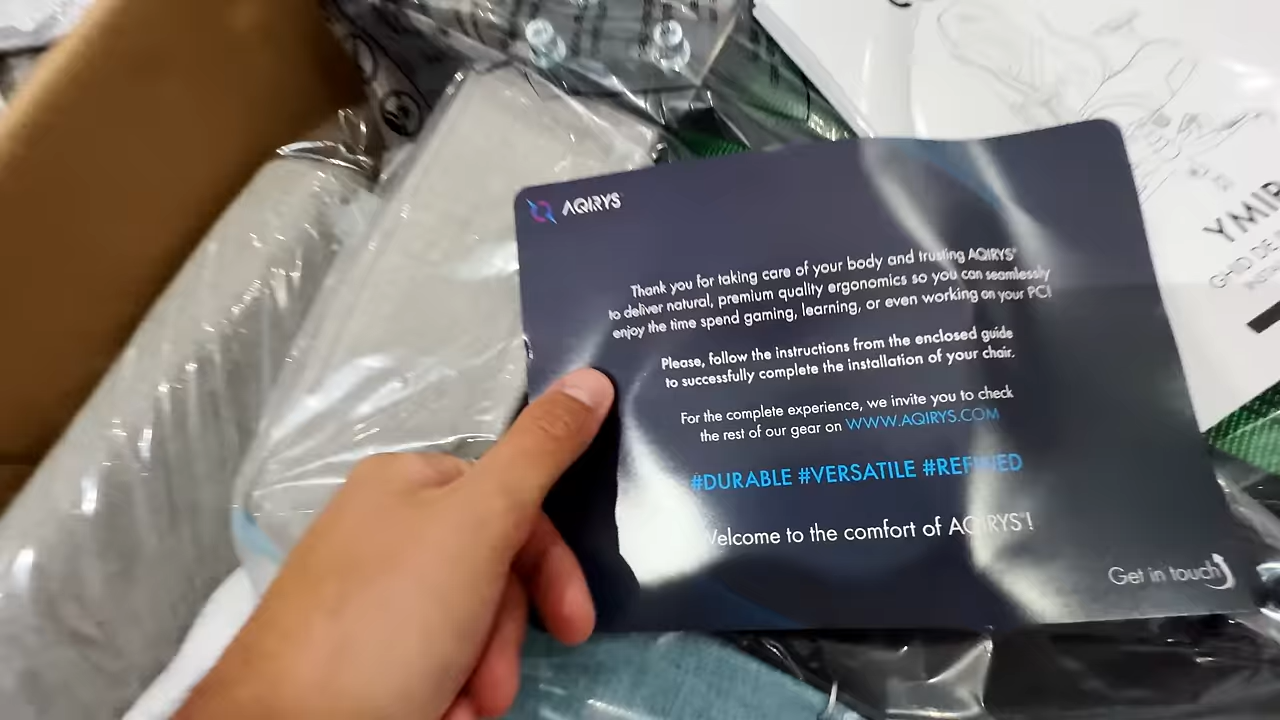 AQIRYS
Thank you for taking care of your body and trusting AQIRYS®
to deliver natural, premium quality ergonomics so you can seamlessly
enjoy the time spend gaming, learning, or even working on your PC!
Please, follow the instructions from the enclosed guide
to successfully complete the installation of your chair.
For the complete experience, we invite you to check
the rest of our gear on WWW.AQIRYS.COM
#DURABLE #VERSATILE #REFINED
Welcome to the comfort of AQIRYS®!
Get in touch